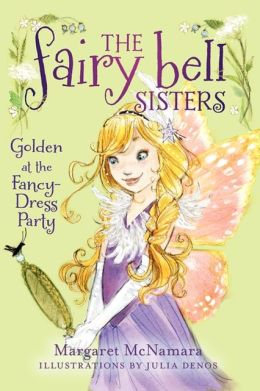 THE
fairy bell
SISTERS
Golden
at the
Fancy-
Dress
Party
Margaret McNamara
ILLUSTRATIONS BY JULIA DENOS